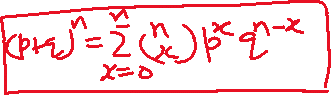 (p+q)^n = \sum_{x=0}^{n} \binom{n}{x} p^x q^{n-x}